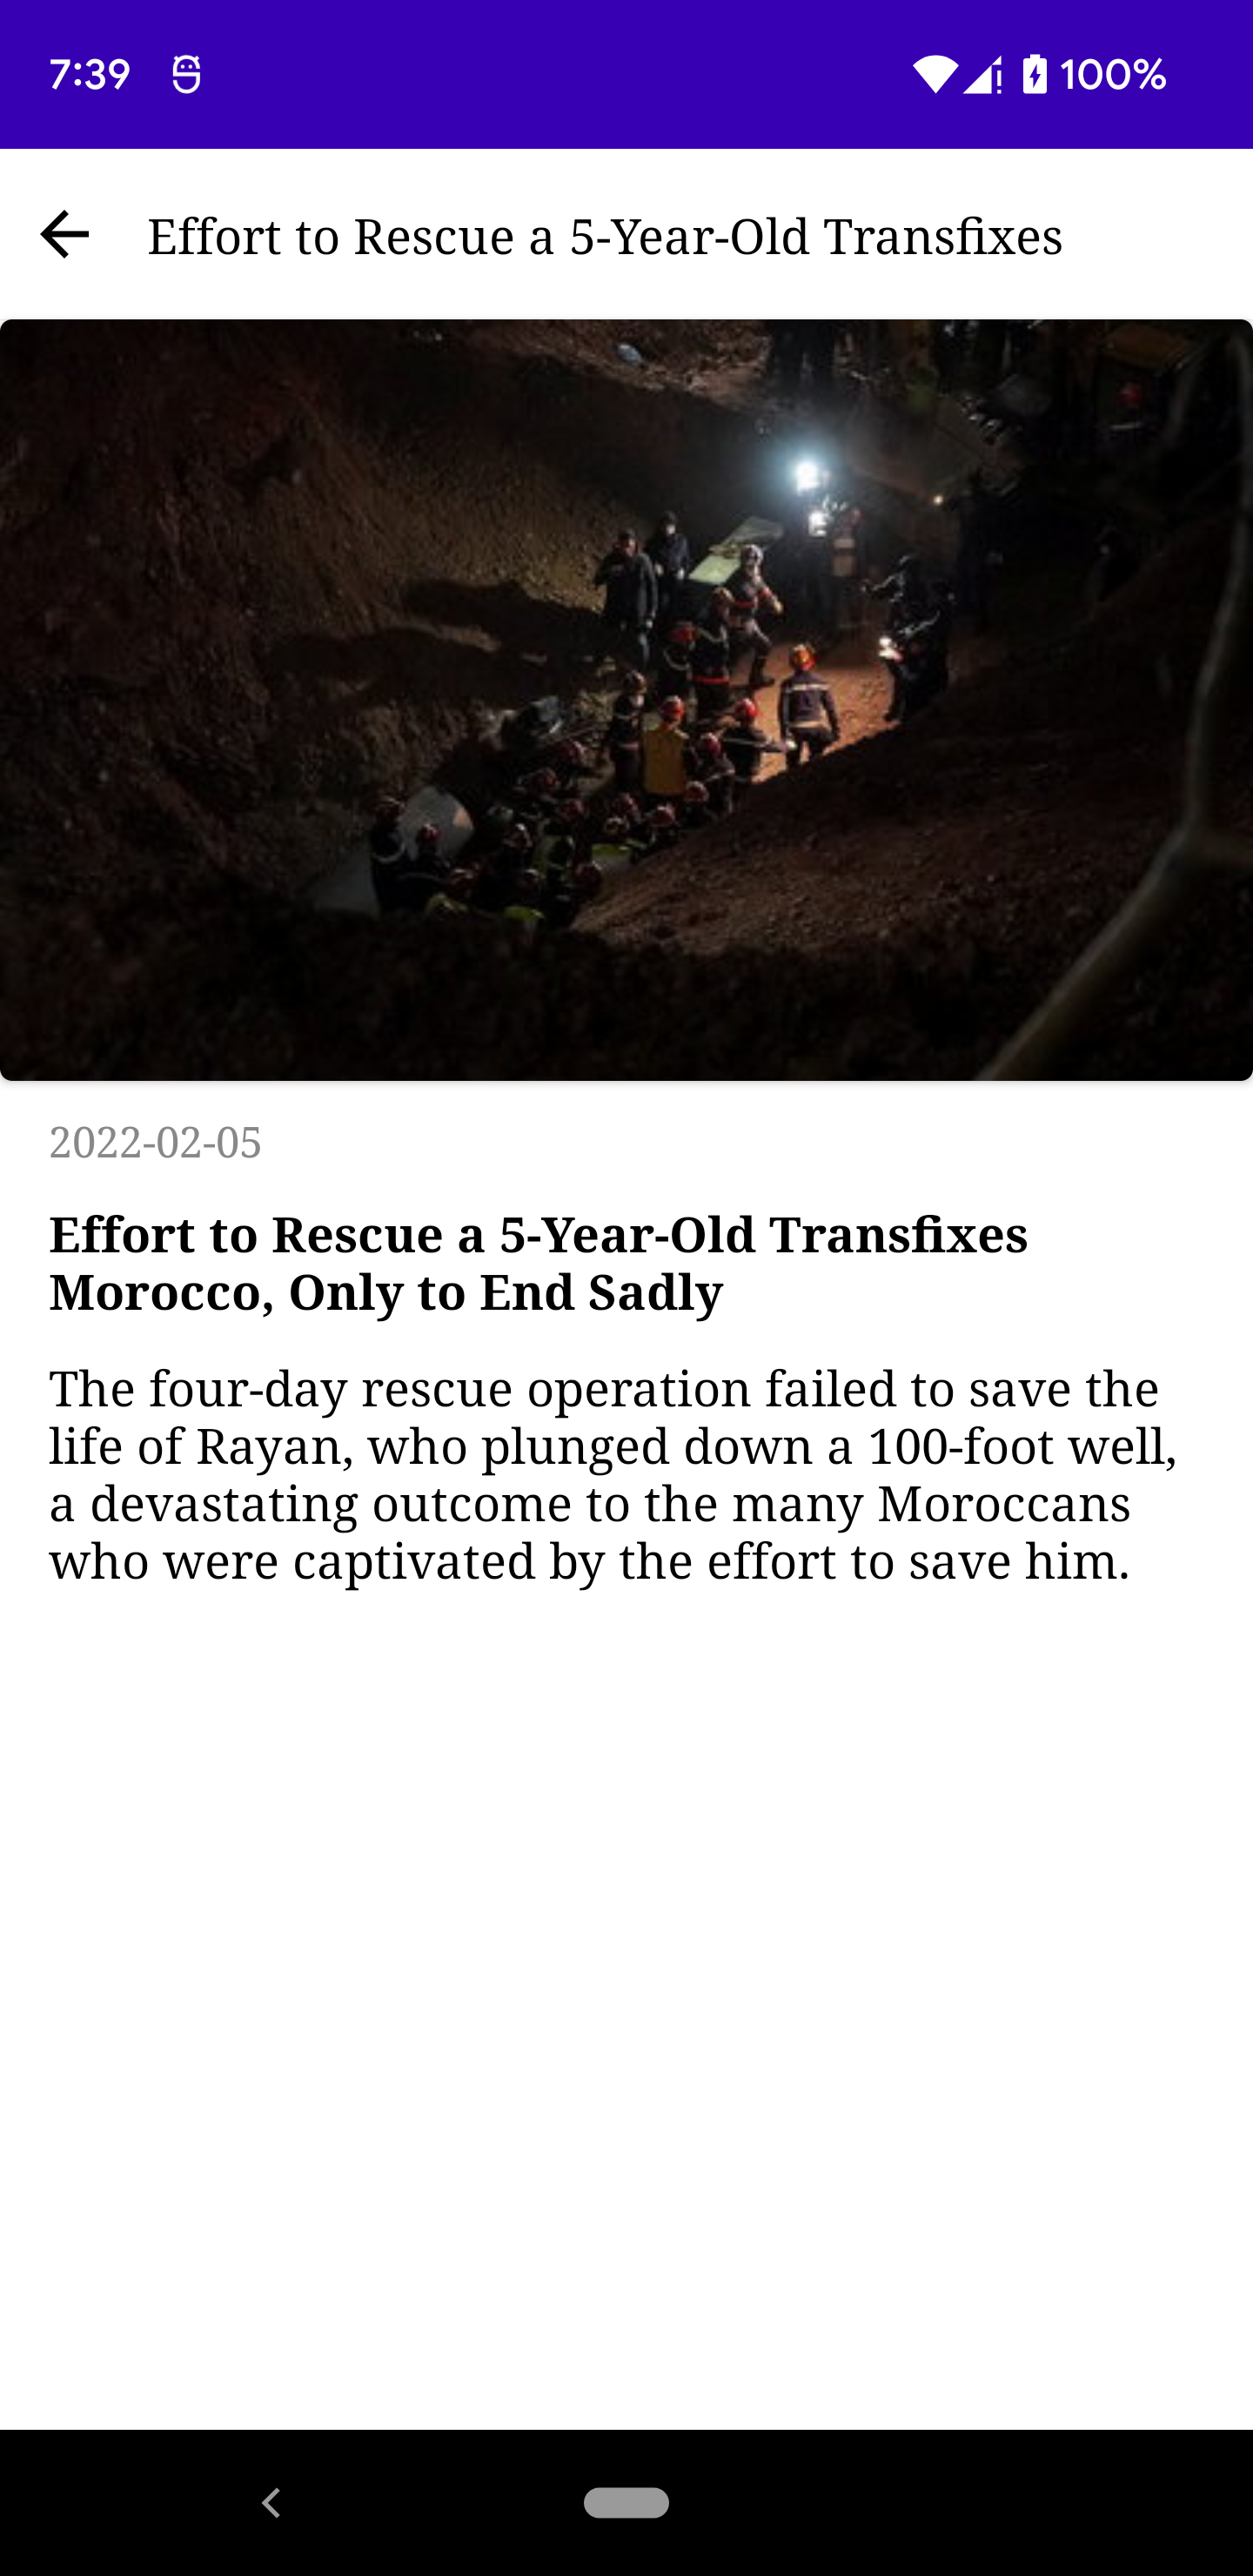 7:39
100%
Effort to Rescue a 5-Year-Old Transfixes
2022-02-05
Effort to Rescue a 5-Year-Old Transfixes
Morocco, Only to End Sadly
The four-day rescue operation failed to save the
life of Rayan, who plunged down a 100-foot well,
a devastating outcome to the many Moroccans
who were captivated by the effort to save him.